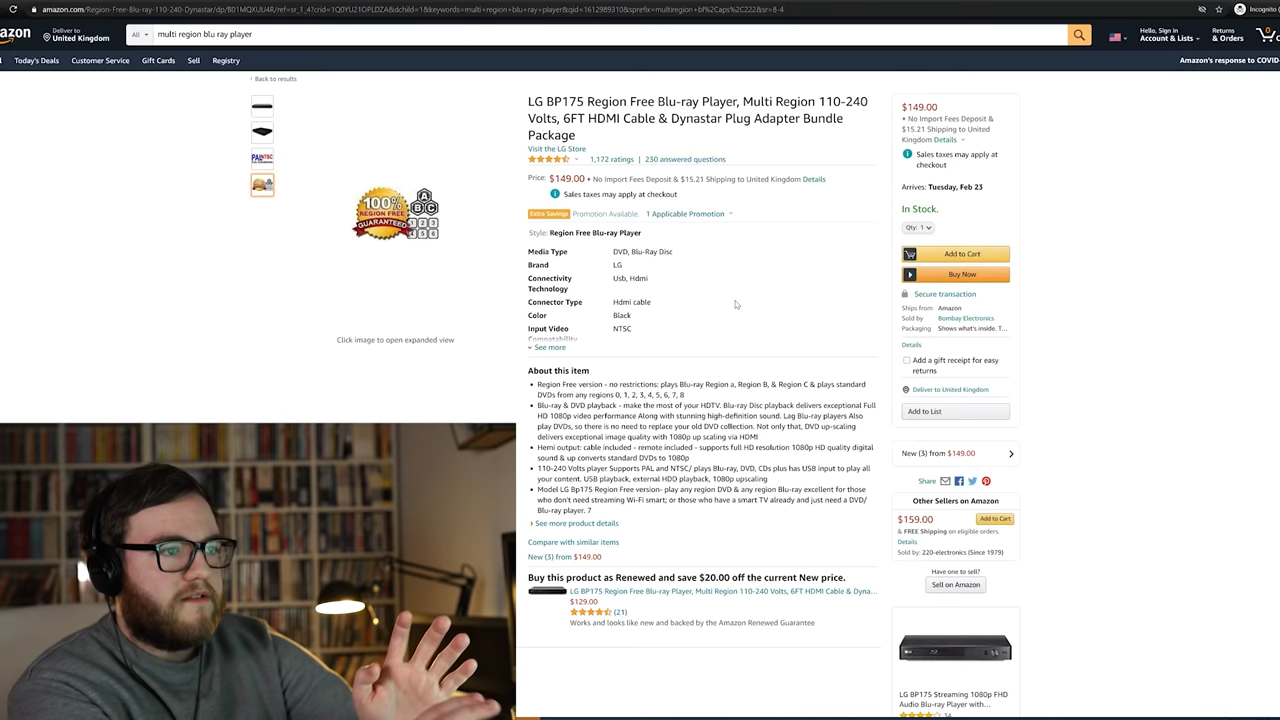 amazon.com/Region-Free-Blu-ray-110-240-Dynastar/dp/B01MQXUU4R/ref=sr_1_4?crid=1Q0YU21OPLDZA&dchild=1&keywords=multi+region+blu+ray+player&qid=1612989310&sprefix=multiregion+bl%2Caps%2C222&sr=8-4
Incognito
azon
Deliver to
United Kingdom
All
multi region blu ray player
Hello, Sign in
Account & Lists
Returns
& Orders
0
Today's Deals
Customer Service
Gift Cards
Sell
Registry
Amazon's response to COVID-
‹ Back to results
100%
REGION FREE
GUARANTEED
A
B
C
1 2 3
4 5 6
Click image to open expanded view
LG BP175 Region Free Blu-ray Player, Multi Region 110-240
Volts, 6FT HDMI Cable & Dynastar Plug Adapter Bundle
Package
Visit the LG Store
1,172 ratings | 230 answered questions
Price: $149.00 + No Import Fees Deposit & $15.21 Shipping to United Kingdom Details
Sales taxes may apply at checkout
Extra Savings Promotion Available. 1 Applicable Promotion
Style: Region Free Blu-ray Player
Media Type DVD, Blu-Ray Disc
Brand LG
Connectivity Usb, Hdmi
Technology
Connector Type Hdmi cable
Color Black
Input Video NTSC
Compatability
See more
About this item
• Region Free version - no restrictions: plays Blu-ray Region a, Region B, & Region C & plays standard
DVDs from any regions 0, 1, 2, 3, 4, 5, 6, 7, 8
• Blu-ray & DVD playback - make the most of your HDTV. Blu-ray Disc playback delivers exceptional Full
HD 1080p video performance Along with stunning high-definition sound. Lag Blu-ray players Also
play DVDs, so there is no need to replace your old DVD collection. Not only that, DVD up-scaling
delivers exceptional image quality with 1080p up scaling via HDMI
• Hemi output: cable included - remote included - supports full HD resolution 1080p HD quality digital
sound & up converts standard DVDs to 1080p
• 110-240 Volts player Supports PAL and NTSC/ plays Blu-ray, DVD, CDs plus has USB input to play all
your content. USB playback, external HDD playback, 1080p upscaling
• Model LG Bp175 Region Free version- play any region DVD & any region Blu-ray excellent for those
who don't need streaming Wi-Fi smart; or those who have a smart TV already and just need a DVD/
Blu-ray player. 7
› See more product details
Compare with similar items
New (3) from $149.00
Buy this product as Renewed and save $20.00 off the current New price.
LG BP175 Region Free Blu-ray Player, Multi Region 110-240 Volts, 6FT HDMI Cable & Dyna...
$129.00
(21)
Works and looks like new and backed by the Amazon Renewed Guarantee
$149.00
+ No Import Fees Deposit &
$15.21 Shipping to United
Kingdom Details
Sales taxes may apply at
checkout
Arrives: Tuesday, Feb 23
In Stock.
Qty: 1
Add to Cart
Buy Now
Secure transaction
Ships from Amazon
Sold by Bombay Electronics
Packaging Shows what's inside. T...
Details
Add a gift receipt for easy
returns
Deliver to United Kingdom
Add to List
New (3) from $149.00
Share
Other Sellers on Amazon
$159.00 Add to Cart
& FREE Shipping on eligible orders.
Details
Sold by: 220-electronics (Since 1979)
Have one to sell?
Sell on Amazon
LG BP175 Streaming 1080p FHD
Audio Blu-ray Player with...
34